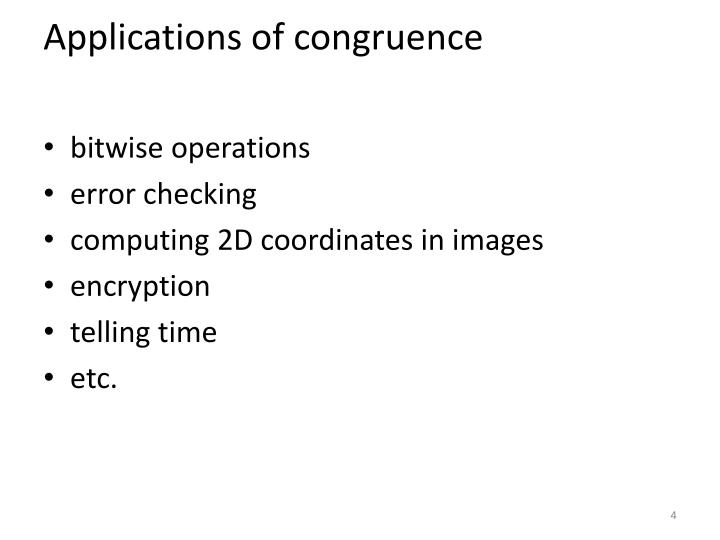 Applications of congruence
• bitwise operations
• error checking
• computing 2D coordinates in images
• encryption
• telling time
• etc.
4